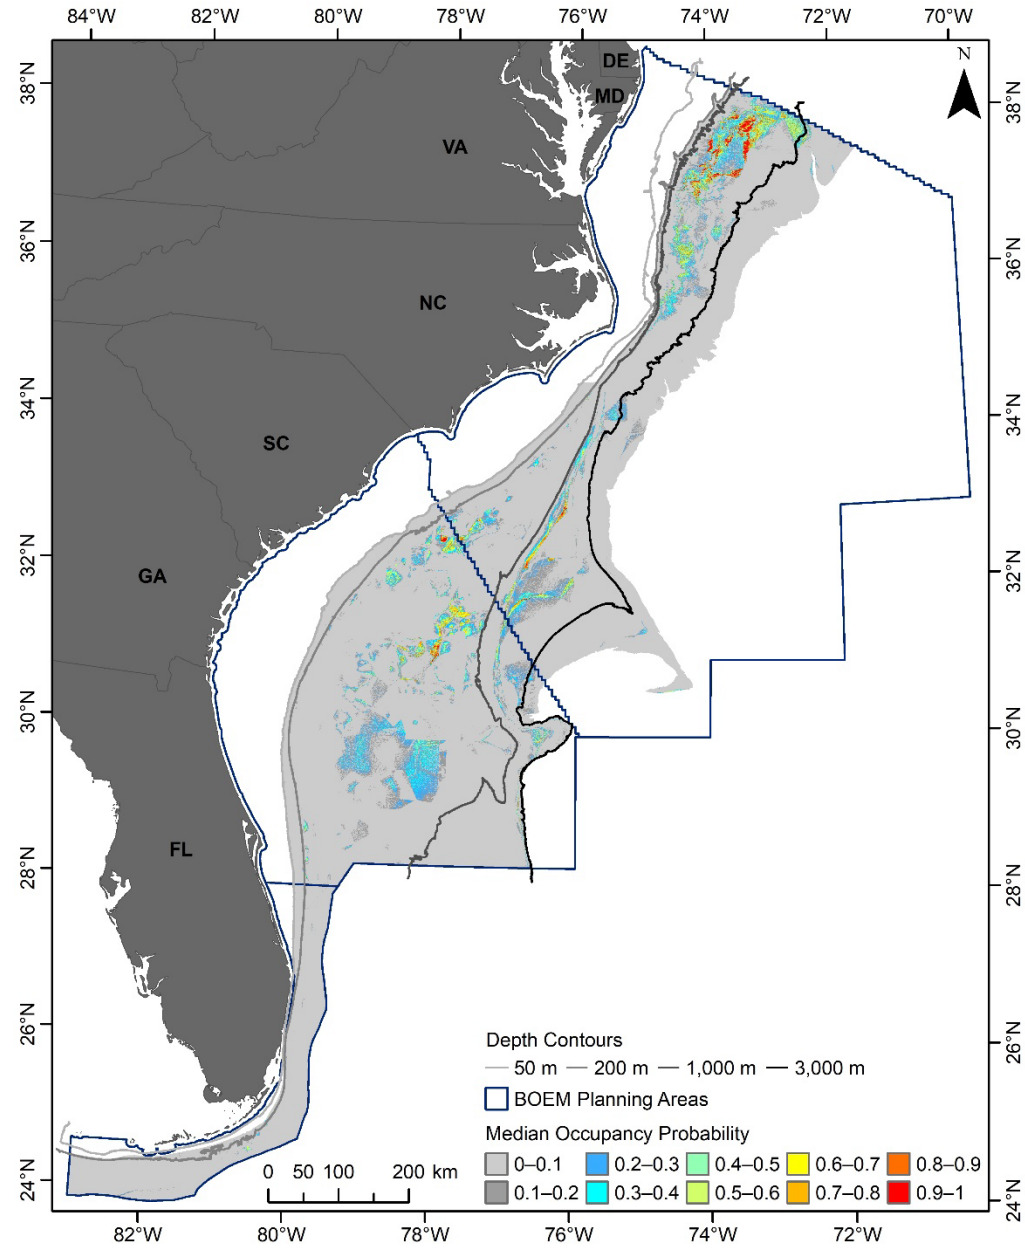 84°W 82°W 80°W 78°W 76°W 74°W 72°W 70°W
N
38°N 38°N
DE
MD
VA
36°N 36°N
NC
34°N 34°N
SC
32°N 32°N
GA
30°N 30°N
FL
28°N 28°N
26°N 26°N
Depth Contours
50 m 200 m 1,000 m 3,000 m
BOEM Planning Areas
Median Occupancy Probability
0–0.1 0.2–0.3 0.4–0.5 0.6–0.7 0.8–0.9
0.1–0.2 0.3–0.4 0.5–0.6 0.7–0.8 0.9–1
0 50 100 200 km
24°N 24°N
82°W 80°W 78°W 76°W 74°W 72°W